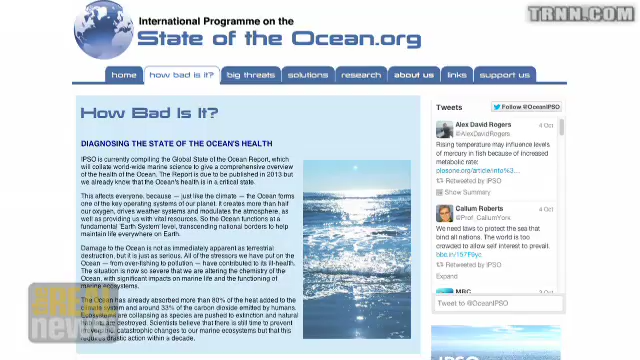 TRNN.COM
International Programme on the
State of the Ocean.org
home
how bad is it?
big threats
solutions
research
about us
links
support us
How Bad Is It?
DIAGNOSING THE STATE OF THE OCEAN'S HEALTH
IPSO is currently compiling the Global State of the Ocean Report, which
will collate world-wide marine science to give a comprehensive overview
of the health of the Ocean. The Report is due to be published in 2013 but
we already know that the Ocean's health is in a critical state.
This affects everyone, because — just like the climate — the Ocean forms
one of the key operating systems of our planet. It creates more than half
our oxygen, drives weather systems and modulates the atmosphere, as
well as providing us with vital resources. So the Ocean functions at a
fundamental 'Earth System' level, transcending national borders to help
maintain life everywhere on Earth.
Damage to the Ocean is not as immediately apparent as terrestrial
destruction, but it is just as serious. All of the stressors we have put on the
Ocean — from over-fishing to pollution — have contributed to its ill-health.
The situation is now so severe that we are altering the chemistry of the
Ocean, with significant impacts on marine life and the functioning of
marine ecosystems.
The Ocean has already absorbed more than 80% of the heat added to the
climate system and around 33% of the carbon dioxide emitted by humans.
Ecosystems are collapsing as species are pushed to extinction and natural
habitats are destroyed. Scientists believe that there is still time to prevent
catastrophic changes to our marine ecosystems but that this
requires drastic action within a decade.
Tweets
Follow @OceanIPSO
Alex David Rogers
4 Oct
@AlexDavidRogers
Rising temperature may influence levels
of mercury in fish because of increased
metabolic rate:
plosone.org/article/info%3...
Retweeted by IPSO
Show Summary
Callum Roberts
4 Oct
@Prof_CallumYork
We need laws to protect the sea that
bind all nations. The world is too
crowded to allow self interest to prevail.
Retweeted by IPSO
Expand
MBC
3 Oct
Tweet to @OceanIPSO
IPSO
THE REAL
news